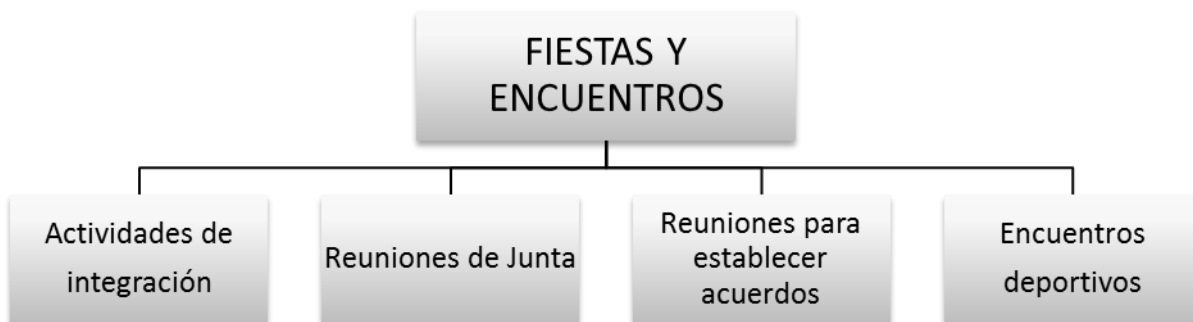 FIESTAS Y
ENCUENTROS
Actividades de
integración
Reuniones de Junta
Reuniones para
establecer
acuerdos
Encuentros
deportivos